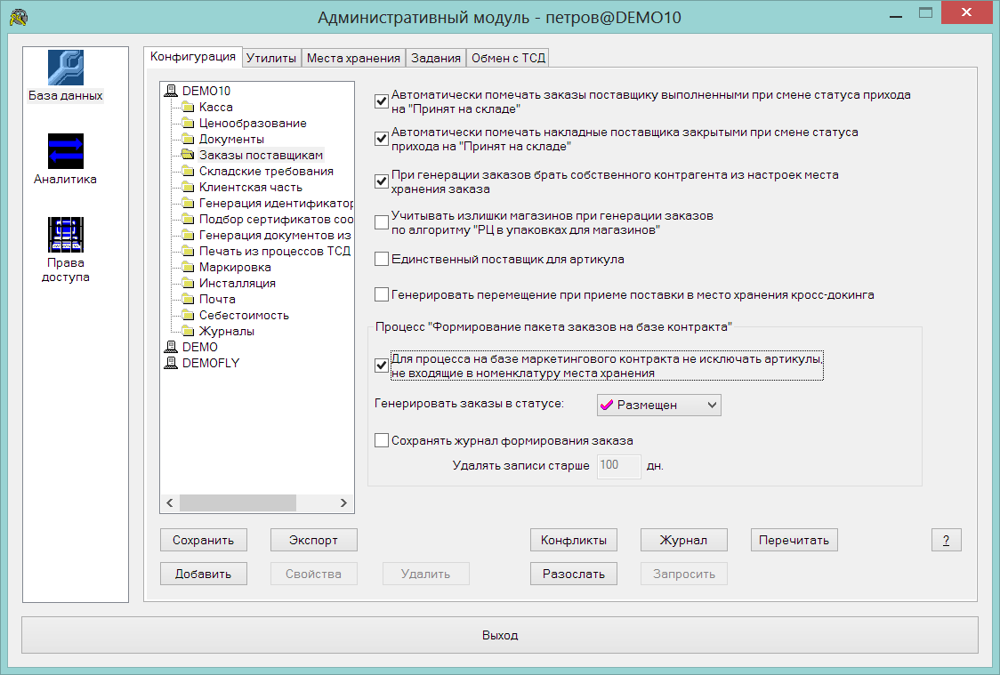 Административный модуль - петров@DEMO10
База данных
Аналитика
Права
доступа
Конфигурация
Утилиты
Места хранения
Задания
Обмен с ТСД
DEMO10
Касса
Ценообразование
Документы
Заказы поставщикам
Складские требования
Клиентская часть
Генерация идентификатор
Подбор сертификатов соо
Генерация документов из
Печать из процессов ТСД
Маркировка
Инсталляция
Почта
Себестоимость
Журналы
DEMO
DEMOFLY
Автоматически помечать заказы поставщику выполненными при смене статуса прихода
на "Принят на складе"
Автоматически помечать накладные поставщика закрытыми при смене статуса
прихода на "Принят на складе"
При генерации заказов брать собственного контрагента из настроек места
хранения заказа
Учитывать излишки магазинов при генерации заказов
по алгоритму "РЦ в упаковках для магазинов"
Единственный поставщик для артикула
Генерировать перемещение при приеме поставки в место хранения кросс-докинга
Процесс "Формирование пакета заказов на базе контракта"
Для процесса на базе маркетингового контракта не исключать артикулы,
не входящие в номенклатуру места хранения
Генерировать заказы в статусе:
Размещен
Сохранять журнал формирования заказа
Удалять записи старше 100 дн.
Сохранить
Экспорт
Конфликты
Журнал
Перечитать
?
Добавить
Свойства
Удалить
Разослать
Запросить
Выход